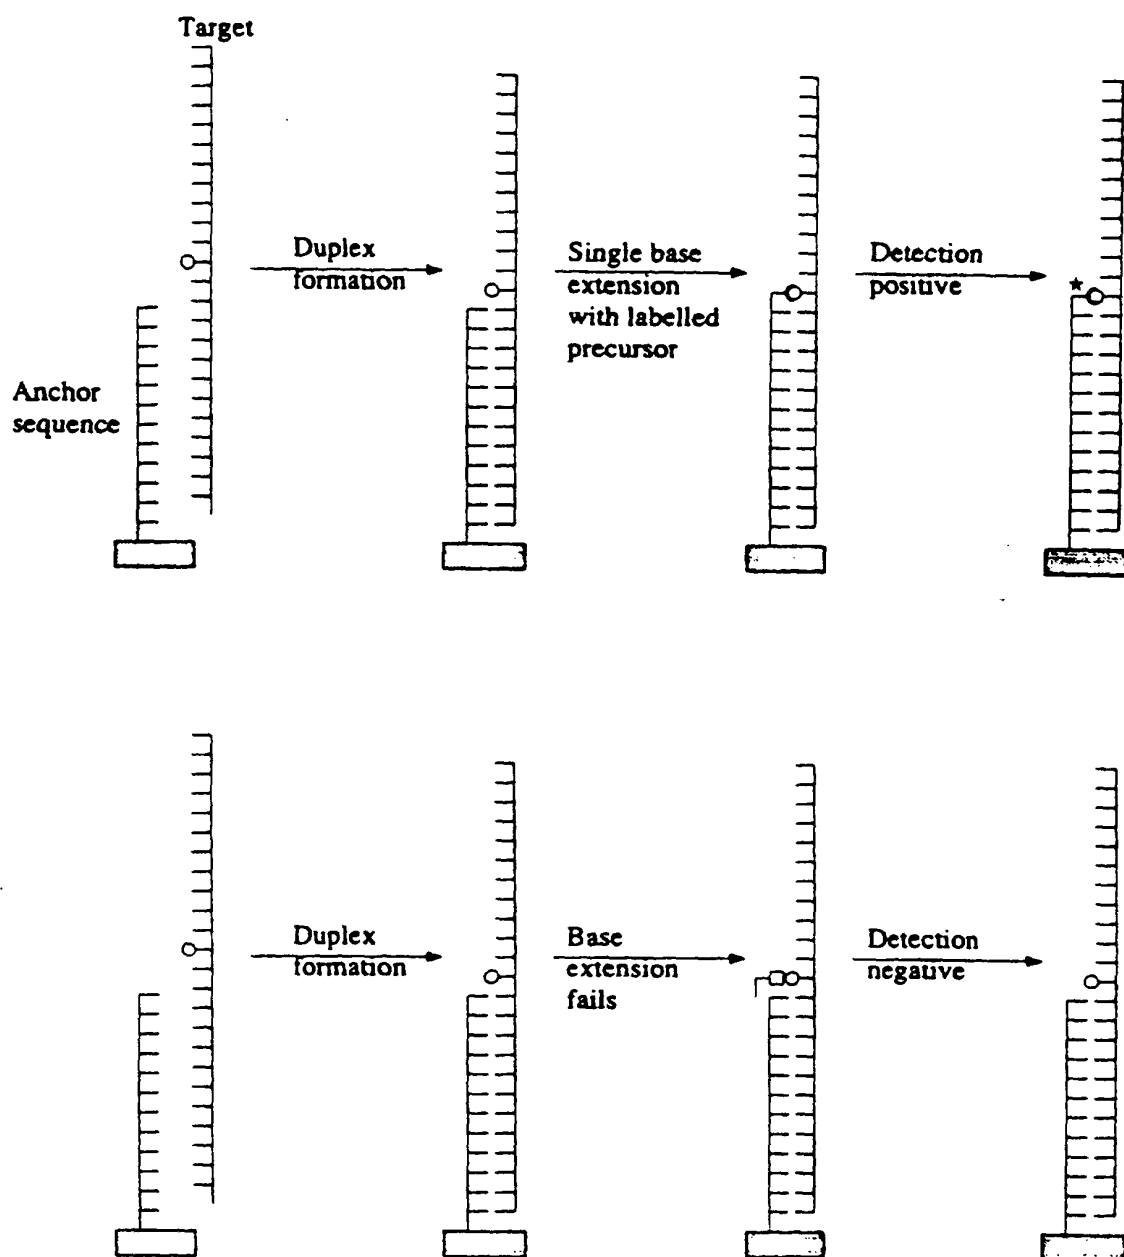 Target
Anchor
sequence
Duplex
formation
Single base
extension
with labelled
precursor
Detection
positive
Duplex
formation
Base
extension
fails
Detection
negative